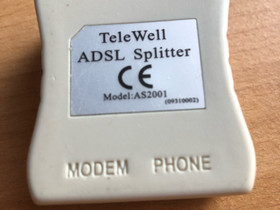 TeleWell
ADSL Splitter
CE
Model:AS2001
(09310002)
MODEM PHONE